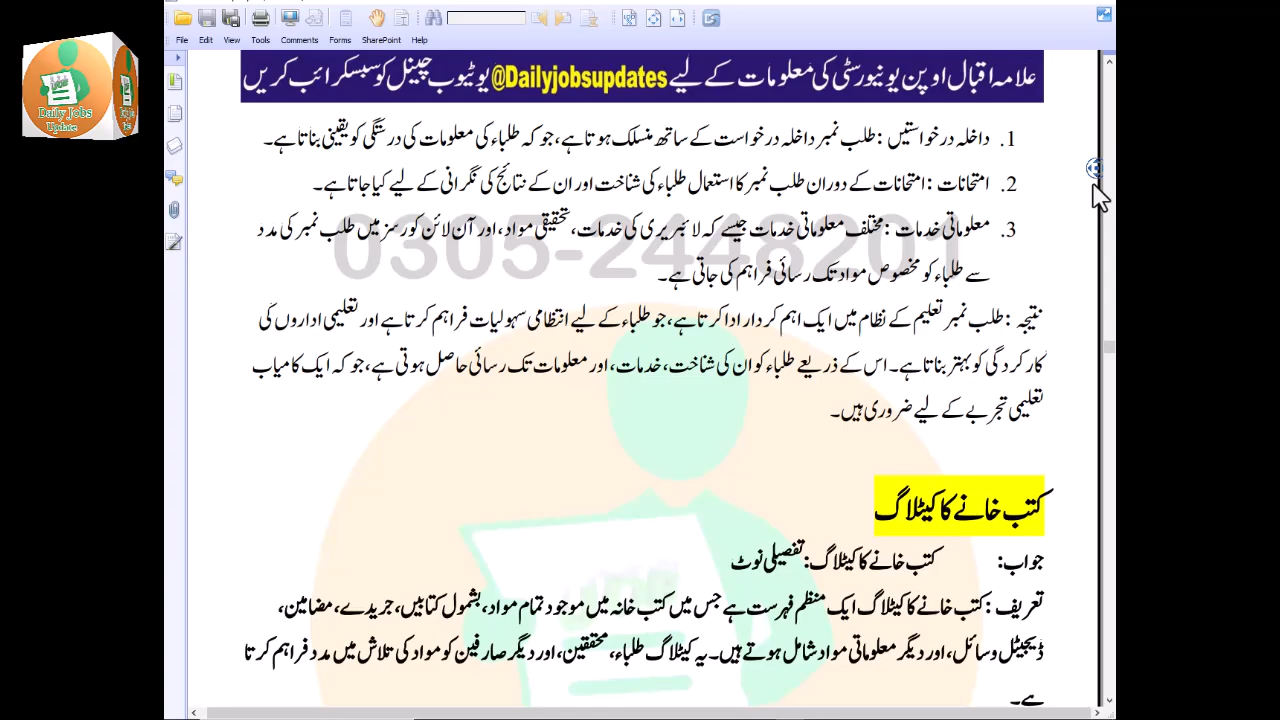 File Edit View Tools Comments Forms SharePoint Help
Daily Jobs
Update
علامہ اقبال اوپن یونیورسٹی کی معلومات کے لیے @Dailyjobsupdates یوٹیوب چینل کو سبسکرائب کریں
1. داخلہ درخواستیں : طلب نمبر داخلہ درخواست کے ساتھ منسلک ہوتا ہے، جو کہ طلباء کی معلومات کی درستگی کو یقینی بناتا ہے۔
2. امتحانات : امتحانات کے دوران طلب نمبر کا استعمال طلباء کی شناخت اور ان کے نتائج کی نگرانی کے لیے کیا جاتا ہے۔
3. معلوماتی خدمات : مختلف معلوماتی خدمات جیسے کہ لائبریری کی خدمات، تحقیقی مواد، اور آن لائن کورسز میں طلب نمبر کی مدد
سے طلباء کو مخصوص مواد تک رسائی فراہم کی جاتی ہے۔
0305-2448201
نتیجہ : طلب نمبر تعلیم کے نظام میں ایک اہم کردار ادا کرتا ہے، جو طلباء کے لیے انتظامی سہولیات فراہم کرتا ہے اور تعلیمی اداروں کی
کارکردگی کو بہتر بناتا ہے۔ اس کے ذریعے طلباء کو ان کی شناخت، خدمات، اور معلومات تک رسائی حاصل ہوتی ہے، جو کہ ایک کامیاب
تعلیمی تجربے کے لیے ضروری ہیں۔
کتب خانے کا کیٹلاگ
جواب: کتب خانے کا کیٹلاگ: تفصیلی نوٹ
تعریف : کتب خانے کا کیٹلاگ ایک منظم فہرست ہے جس میں کتب خانہ میں موجود تمام مواد، بشمول کتابیں، جریدے، مضامین،
ڈیجیٹل وسائل، اور دیگر معلوماتی مواد شامل ہوتے ہیں۔ یہ کیٹلاگ طلباء، محققین، اور دیگر صارفین کو مواد کی تلاش میں مدد فراہم کرتا
ہے۔